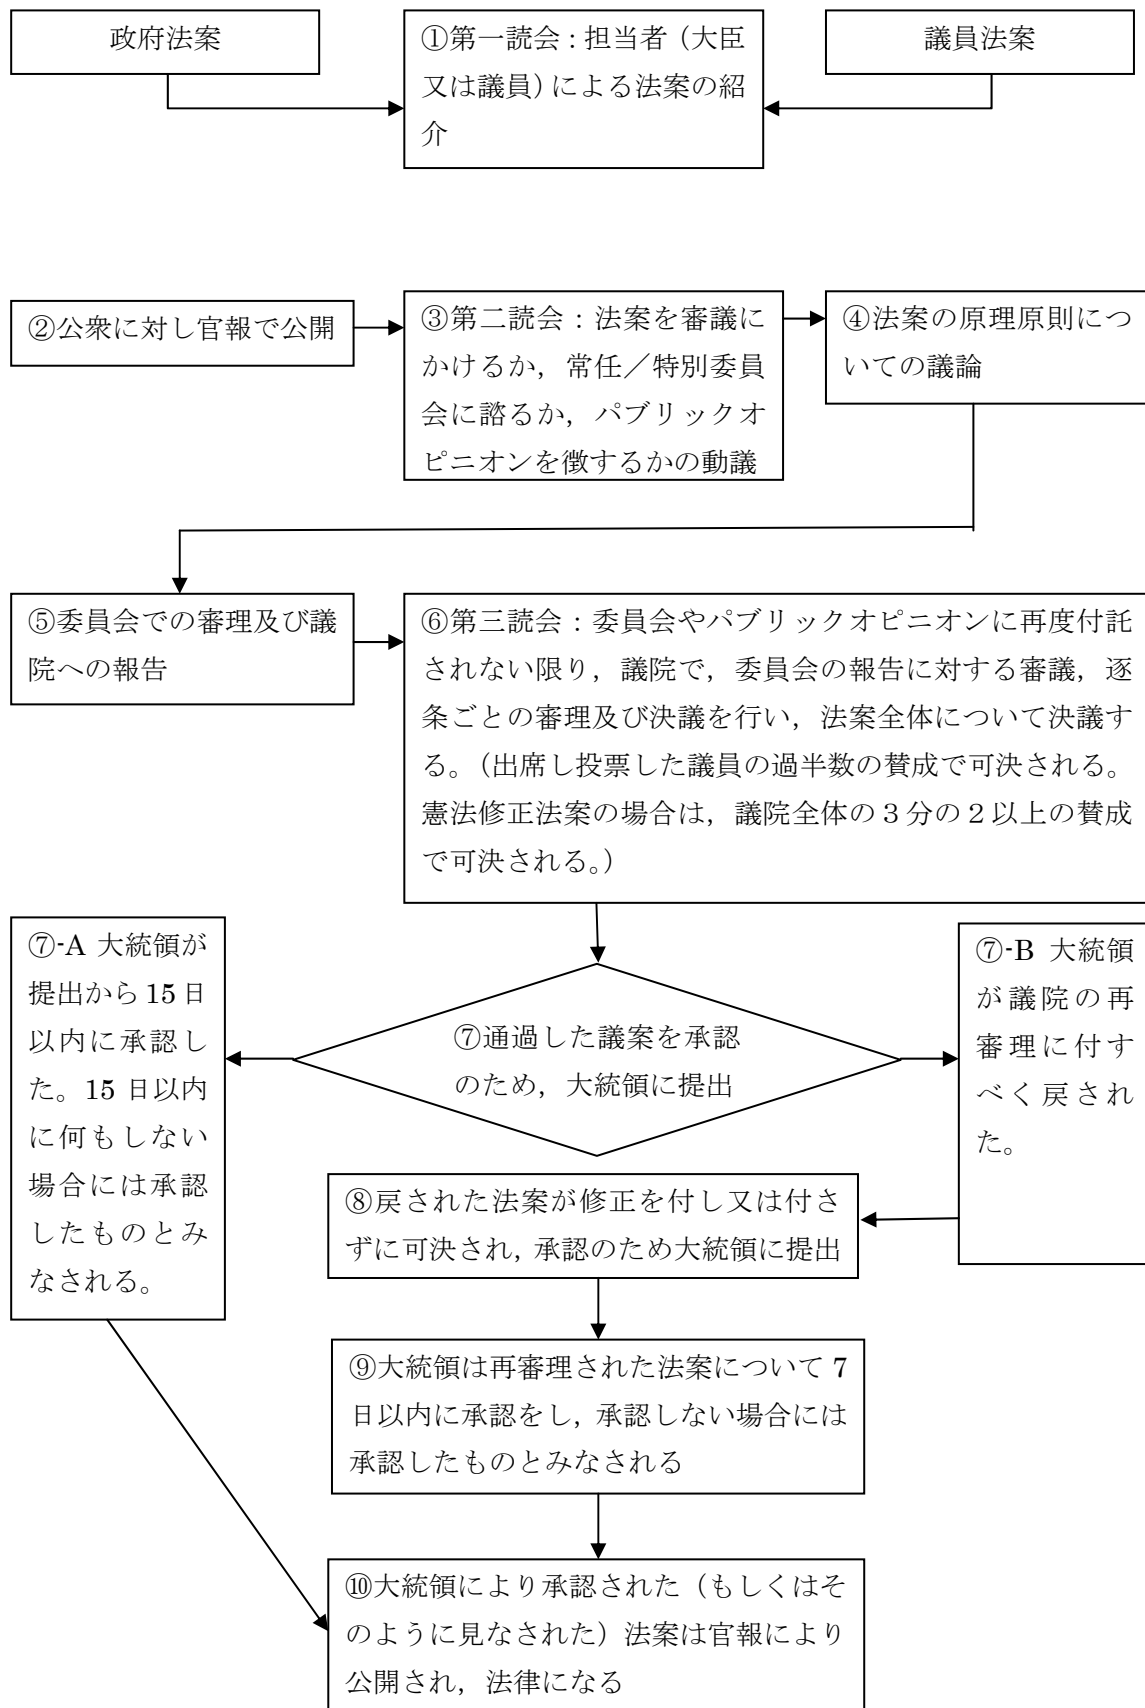 政府法案
①第一読会：担当者（大臣
又は議員）による法案の紹
介
議員法案
②公衆に対し官報で公開
③第二読会：法案を審議に
かけるか，常任／特別委員
会に諮るか，パブリックオ
ピニオンを徴するかの動議
④法案の原理原則につ
いての議論
⑤委員会での審理及び議
院への報告
⑥第三読会：委員会やパブリックオピニオンに再度付託
されない限り，議院で，委員会の報告に対する審議，逐
条ごとの審理及び決議を行い，法案全体について決議す
る。（出席し投票した議員の過半数の賛成で可決される。
憲法修正法案の場合は，議院全体の３分の２以上の賛成
で可決される。）
⑦-A 大統領が
提出から 15 日
以内に承認し
た。15 日以内
に何もしない
場合には承認
したものとみ
なされる。
⑦通過した議案を承認
のため，大統領に提出
⑦-B 大統領
が議院の再
審理に付す
べく戻され
た。
⑧戻された法案が修正を付し又は付さ
ずに可決され，承認のため大統領に提出
⑨大統領は再審理された法案について 7
日以内に承認をし，承認しない場合には
承認したものとみなされる
⑩大統領により承認された（もしくはそ
のように見なされた）法案は官報により
公開され，法律になる